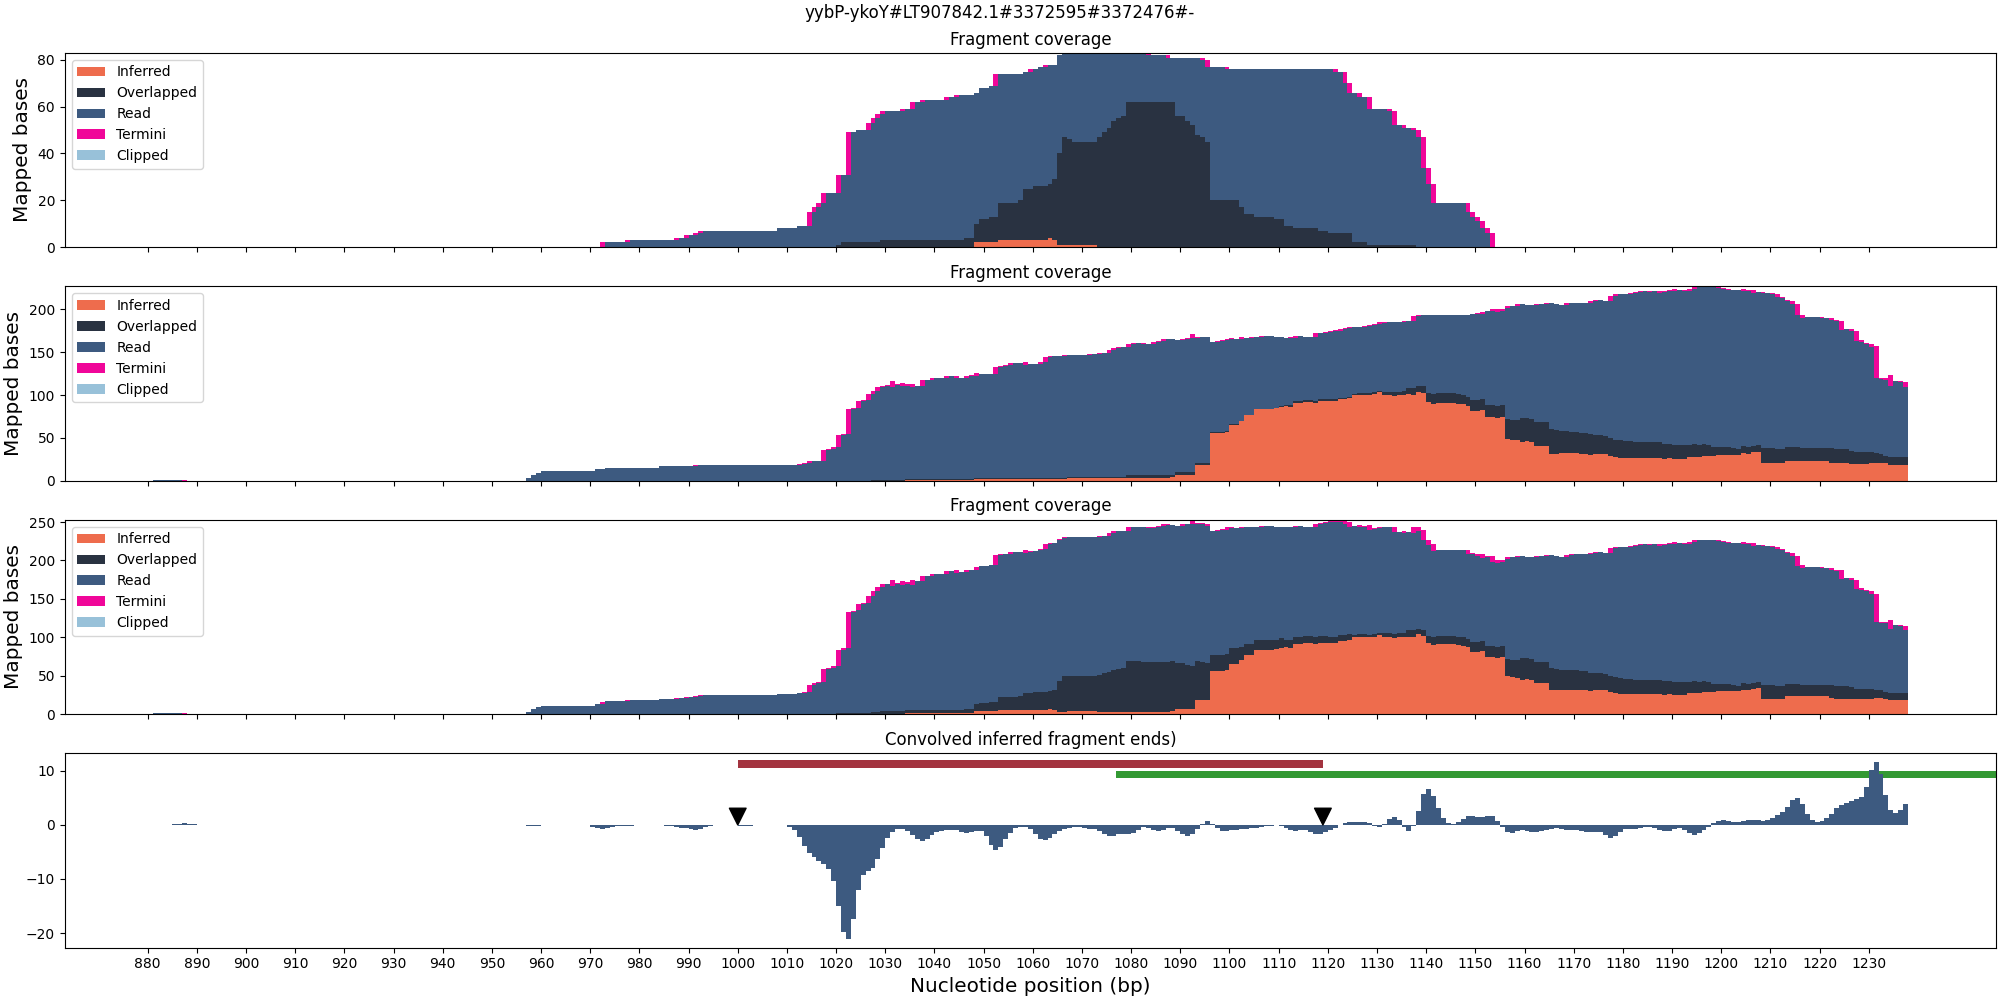 yybP-ykoY#LT907842.1#3372595#3372476#-
Fragment coverage
Mapped bases
80
60
40
20
0
Inferred
Overlapped
Read
Termini
Clipped
Fragment coverage
Mapped bases
200
150
100
50
0
Inferred
Overlapped
Read
Termini
Clipped
Fragment coverage
Mapped bases
250
200
150
100
50
0
Inferred
Overlapped
Read
Termini
Clipped
Convolved inferred fragment ends)
10
0
−10
−20
880 890 900 910 920 930 940 950 960 970 980 990 1000 1010 1020 1030 1040 1050 1060 1070 1080 1090 1100 1110 1120 1130 1140 1150 1160 1170 1180 1190 1200 1210 1220 1230
Nucleotide position (bp)